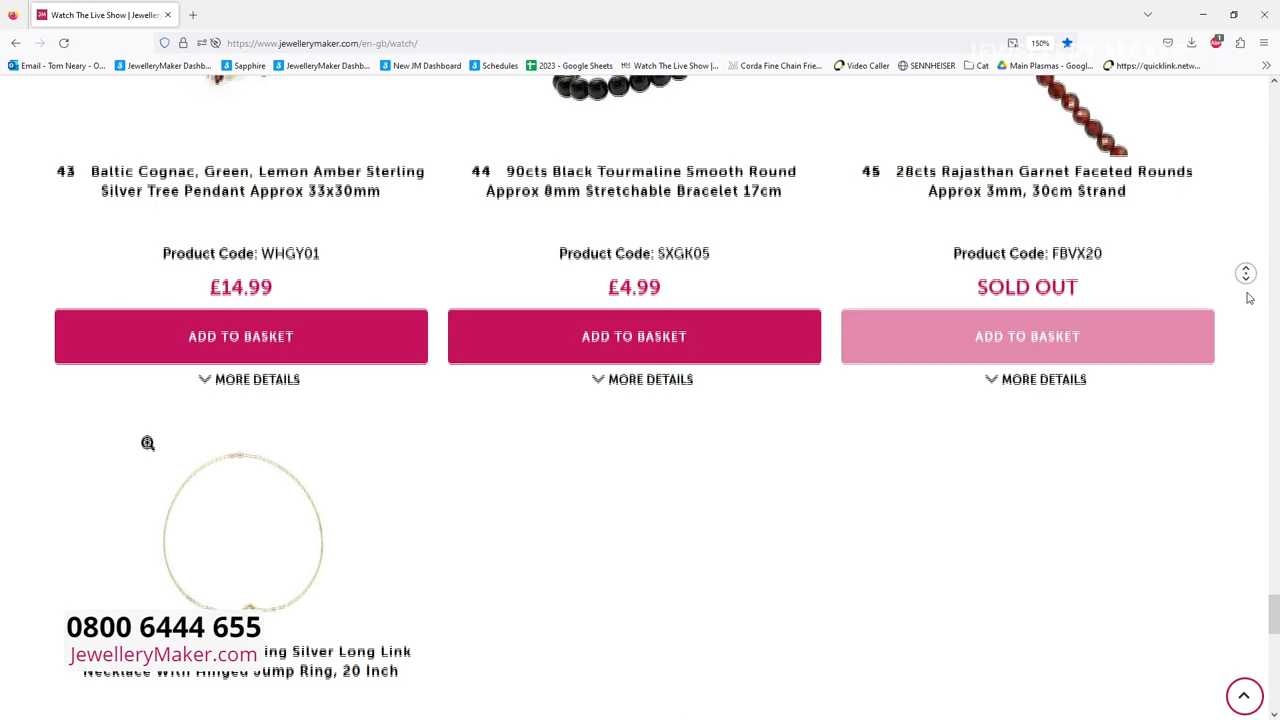 Watch The Live Show | Jeweller
https://www.jewellerymaker.com/en-gb/watch/
150%
Email - Tom Neary - O...
JewelleryMaker Dashb...
Sapphire
JewelleryMaker Dashb...
New JM Dashboard
Schedules
2023 - Google Sheets
Watch The Live Show |...
Corda Fine Chain Frie...
Video Caller
SENNHEISER
Cat
Main Plasmas - Googl...
https://quicklink.netw...
43 Baltic Cognac, Green, Lemon Amber Sterling
Silver Tree Pendant Approx 33x30mm
Product Code: WHGY01
£14.99
ADD TO BASKET
MORE DETAILS
44 90cts Black Tourmaline Smooth Round
Approx 8mm Stretchable Bracelet 17cm
Product Code: SXGK05
£4.99
ADD TO BASKET
MORE DETAILS
45 28cts Rajasthan Garnet Faceted Rounds
Approx 3mm, 30cm Strand
Product Code: FBVX20
SOLD OUT
ADD TO BASKET
MORE DETAILS
0800 6444 655
JewelleryMaker.com
ing Silver Long Link
Necklace With Hinged Jump Ring, 20 Inch